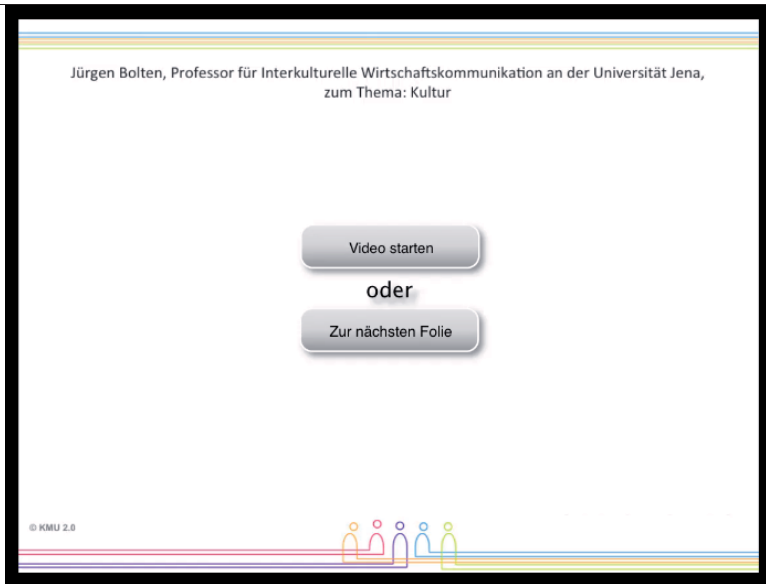 Jürgen Bolten, Professor für Interkulturelle Wirtschaftskommunikation an der Universität Jena,
zum Thema: Kultur
Video starten
oder
Zur nächsten Folie
© KMU 2.0